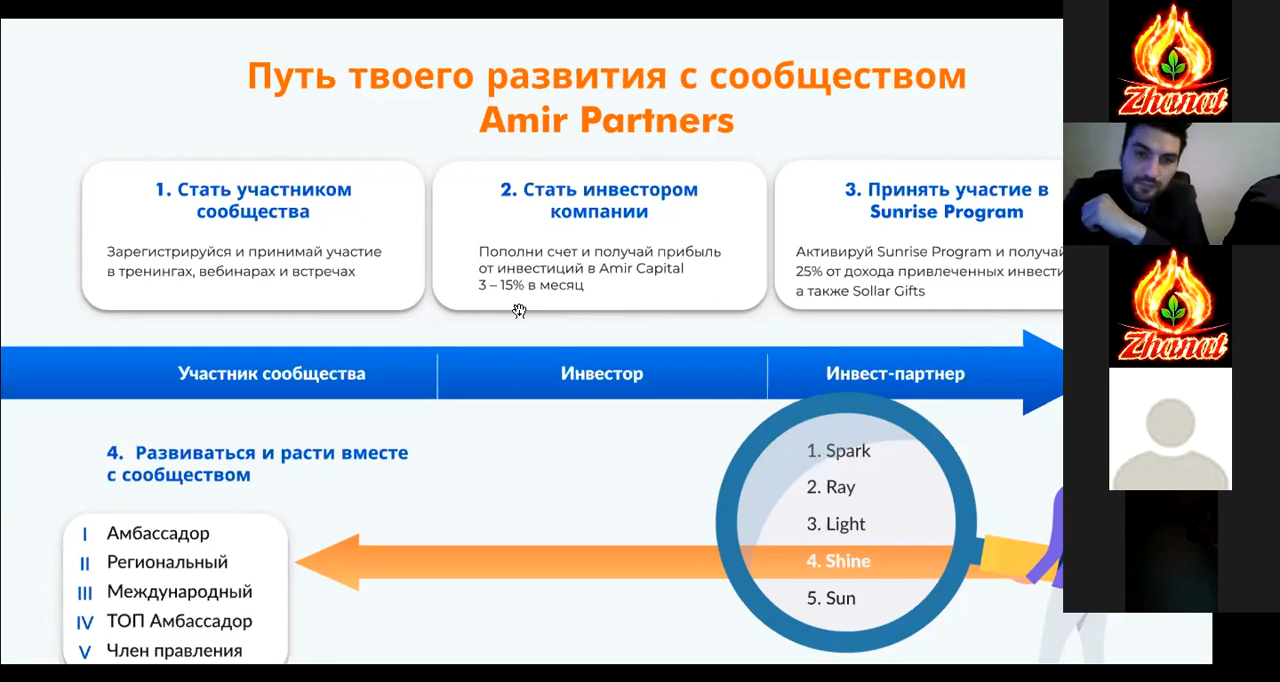 Путь твоего развития с сообществом
Amir Partners
1. Стать участником
сообщества
Зарегистрируйся и принимай участие
в тренингах, вебинарах и встречах
2. Стать инвестором
компании
Пополни счет и получай прибыль
от инвестиций в Amir Capital
3 – 15% в месяц
3. Принять участие в
Sunrise Program
Активируй Sunrise Program и получай
25% от дохода привлеченных
а также Sollar Gifts
Участник сообщества
Инвестор
Инвест-партнер
4. Развиваться и расти вместе
с сообществом
I Амбассадор
II Региональный
III Международный
IV ТОП Амбассадор
V Член правления
1. Spark
2. Ray
3. Light
4. Shine
5. Sun
Zhanat
Zhanat